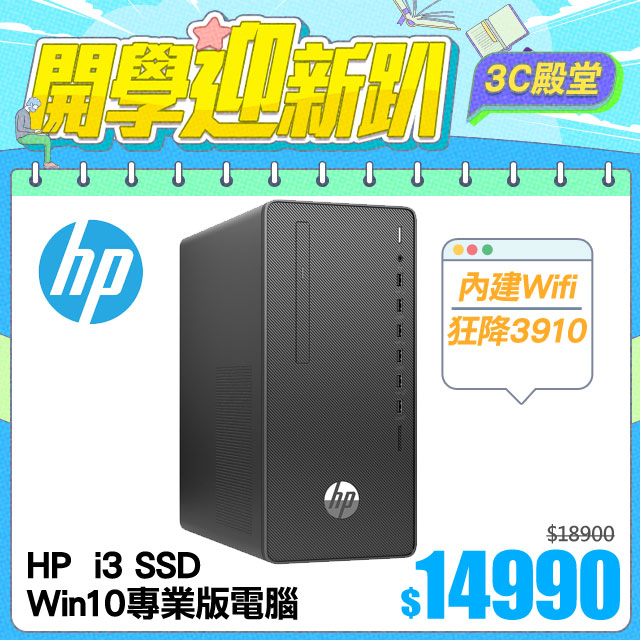 開學迎新趴
3C殿堂
hp
內建Wifi
狂降3910
hp
HP i3 SSD
Win10專業版電腦
$18900
$14990